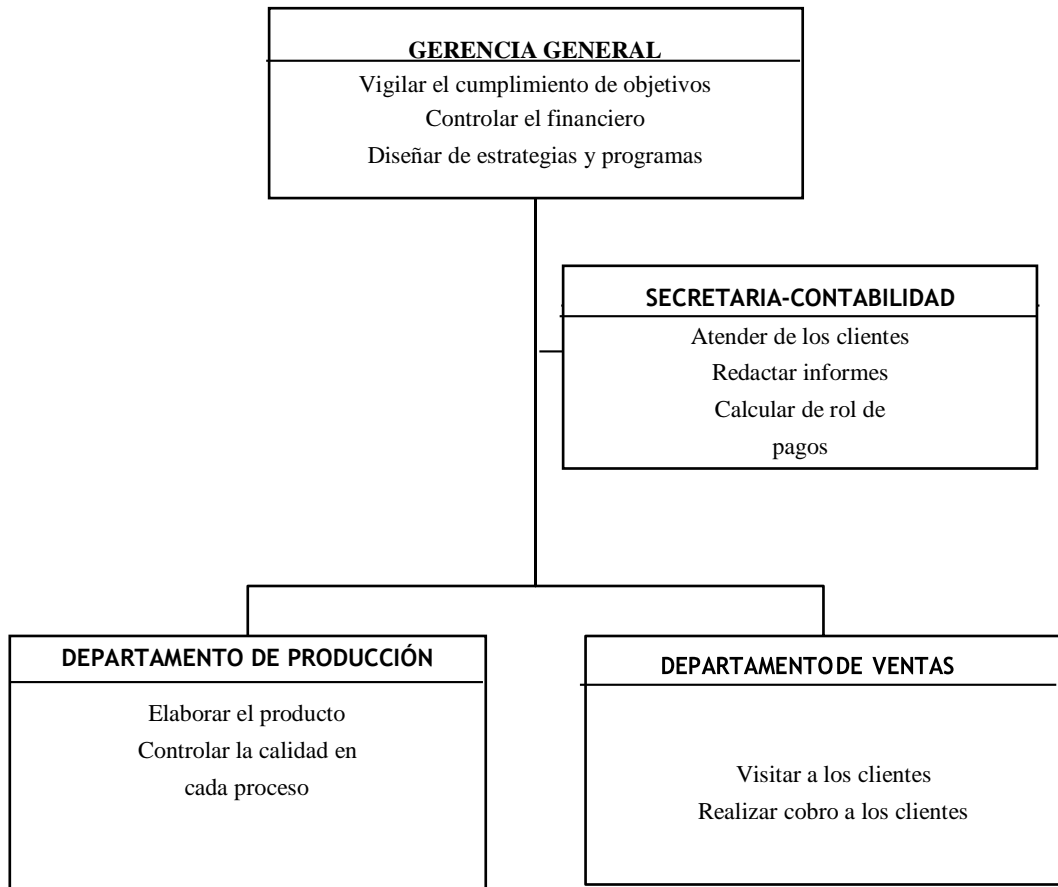 GERENCIA GENERAL
Vigilar el cumplimiento de objetivos
Controlar el financiero
Diseñar de estrategias y programas
SECRETARIA-CONTABILIDAD
Atender de los clientes
Redactar informes
Calcular de rol de
pagos
DEPARTAMENTO DE PRODUCCIÓN
Elaborar el producto
Controlar la calidad en
cada proceso
DEPARTAMENTO DE VENTAS
Visitar a los clientes
Realizar cobro a los clientes